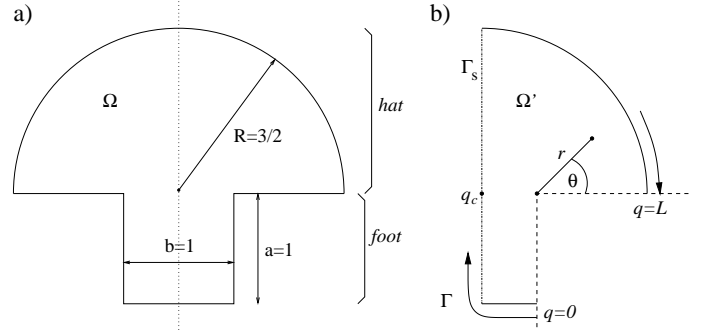 a)
Ω
R=3/2
hat
b=1
a=1
foot
b)
Γs
Ω’
r
θ
qc
q=L
Γ
q=0